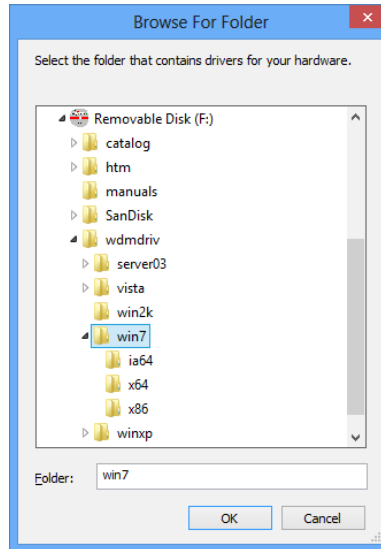 Browse For Folder
Select the folder that contains drivers for your hardware.
Removable Disk (F:)
catalog
htm
manuals
SanDisk
wdmdriv
server03
vista
win2k
win7
ia64
x64
x86
winxp
Folder: win7
OK Cancel